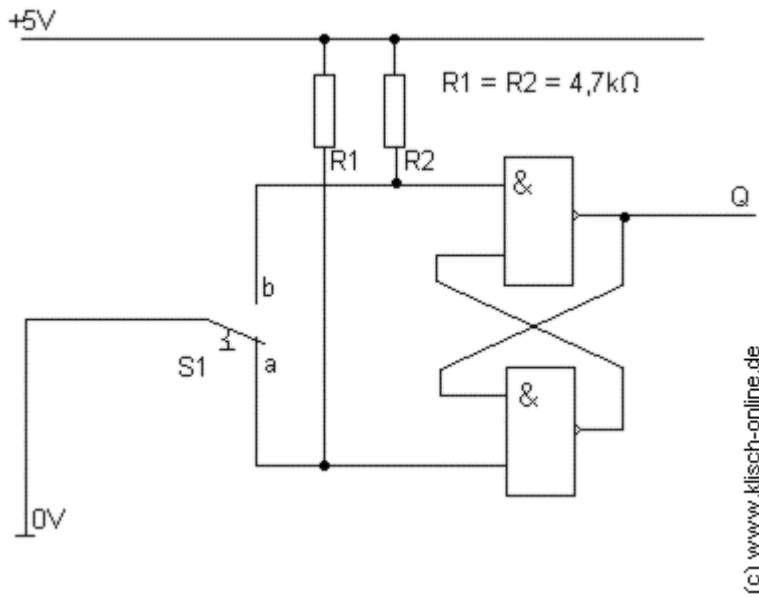 +5V
R1 = R2 = 4,7kΩ
R1
R2
&
Q
b
S1
a
&
0V
(c) www.klisch-online.de